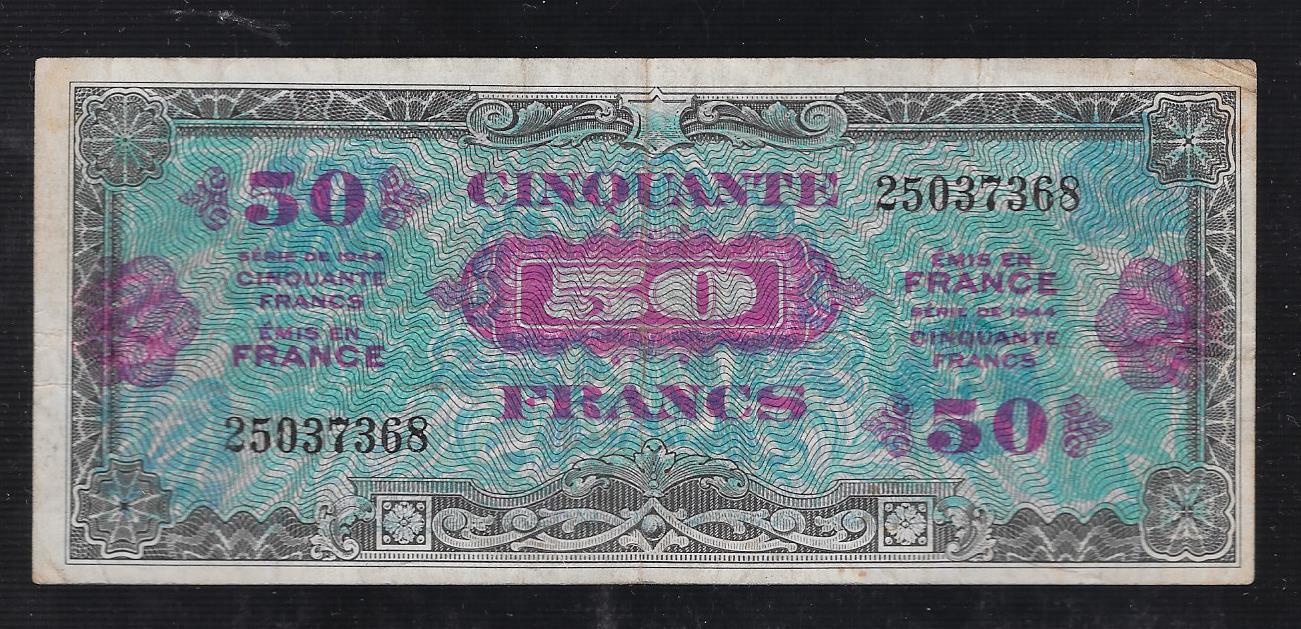 50
CINQUANTE
25037368
SÉRIE DE 1944
CINQUANTE
FRANCS
ÉMIS EN
FRANCE
50
ÉMIS EN
FRANCE
SÉRIE DE 1944
CINQUANTE
FRANCS
FRANCS
25037368
50